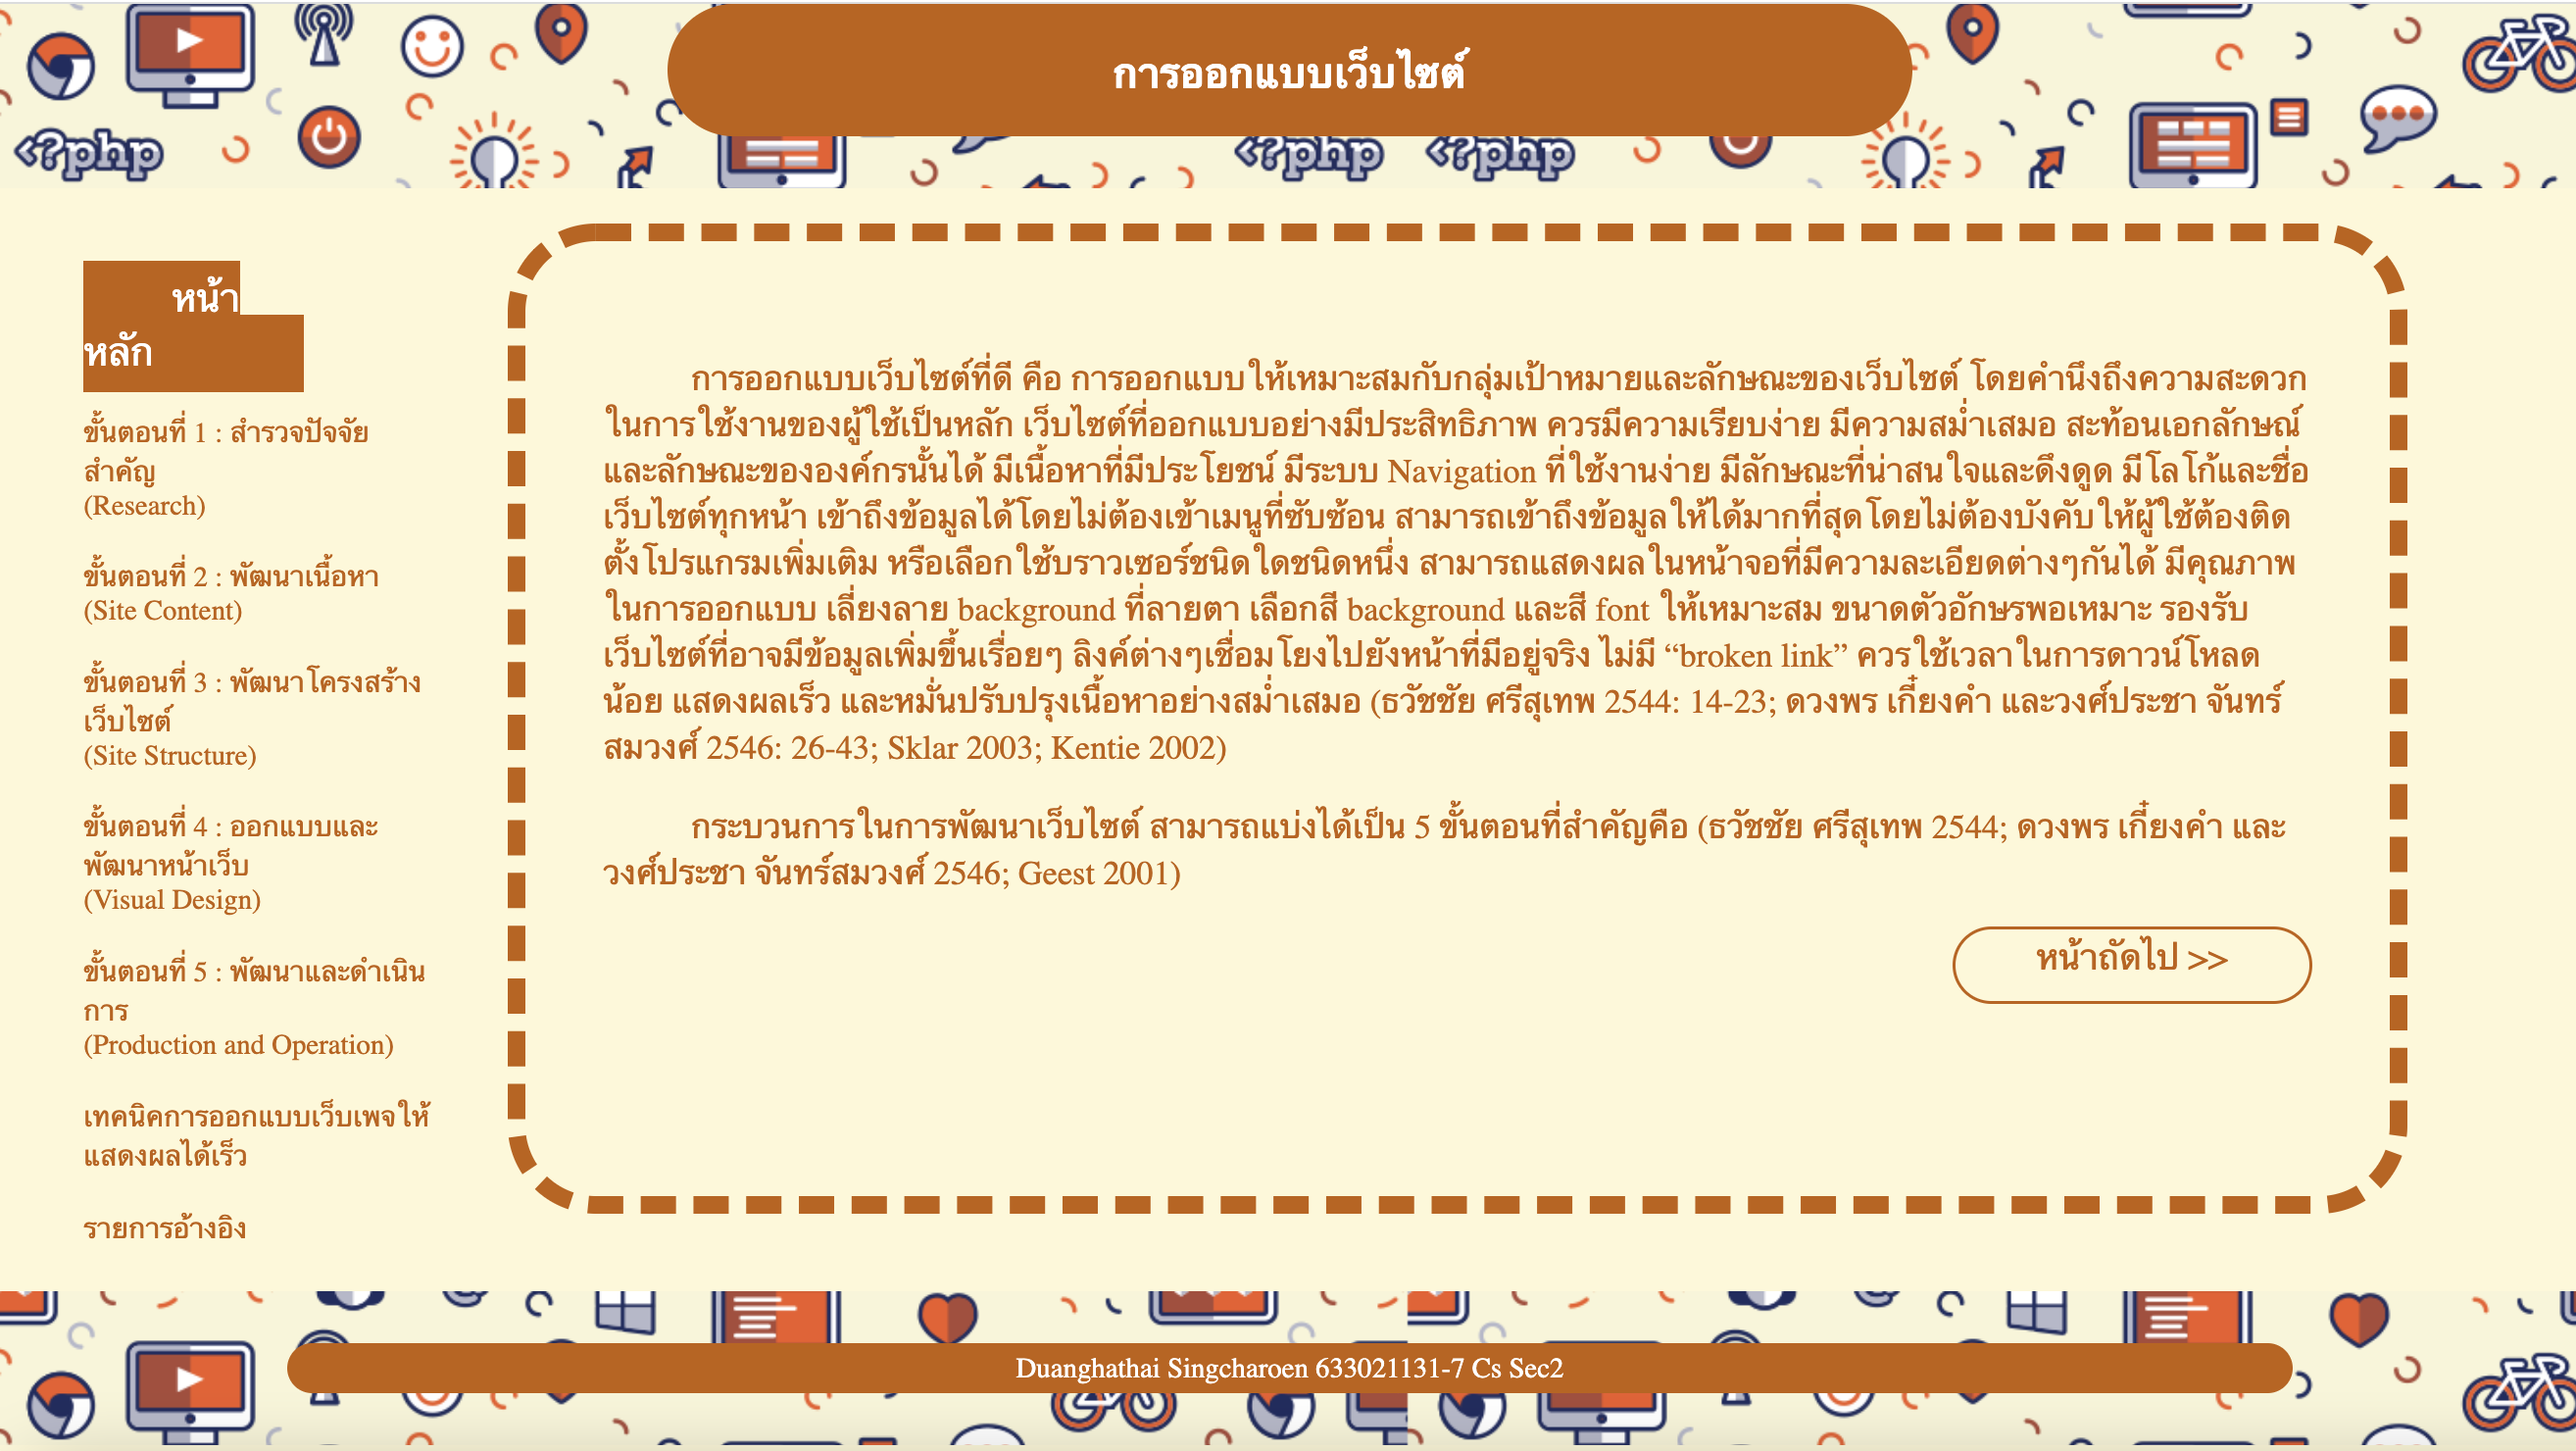 การออกแบบเว็บไซต์
<?php
<?php
<?php
หน้า
หลัก
ขั้นตอนที่ 1 : สำรวจปัจจัย
สำคัญ
(Research)
ขั้นตอนที่ 2 : พัฒนาเนื้อหา
(Site Content)
ขั้นตอนที่ 3 : พัฒนาโครงสร้าง
เว็บไซต์
(Site Structure)
ขั้นตอนที่ 4 : ออกแบบและ
พัฒนาหน้าเว็บ
(Visual Design)
ขั้นตอนที่ 5 : พัฒนาและดำเนิน
การ
(Production and Operation)
เทคนิคการออกแบบเว็บเพจให้
แสดงผลได้เร็ว
รายการอ้างอิง
การออกแบบเว็บไซต์ที่ดี คือ การออกแบบให้เหมาะสมกับกลุ่มเป้าหมายและลักษณะของเว็บไซต์ โดยคำนึงถึงความสะดวก
ในการใช้งานของผู้ใช้เป็นหลัก เว็บไซต์ที่ออกแบบอย่างมีประสิทธิภาพ ควรมีความเรียบง่าย มีความสม่ำเสมอ สะท้อนเอกลักษณ์
และลักษณะขององค์กรนั้นได้ มีเนื้อหาที่มีประโยชน์ มีระบบ Navigation ที่ใช้งานง่าย มีลักษณะที่น่าสนใจและดึงดูด มีโลโก้และชื่อ
เว็บไซต์ทุกหน้า เข้าถึงข้อมูลได้โดยไม่ต้องเข้าเมนูที่ซับซ้อน สามารถเข้าถึงข้อมูลให้ได้มากที่สุดโดยไม่ต้องบังคับให้ผู้ใช้ต้องติด
ตั้งโปรแกรมเพิ่มเติม หรือเลือกใช้บราวเซอร์ชนิดใดชนิดหนึ่ง สามารถแสดงผลในหน้าจอที่มีความละเอียดต่างๆกันได้ มีคุณภาพ
ในการออกแบบ เลี่ยงลาย background ที่ลายตา เลือกสี background และสี font ให้เหมาะสม ขนาดตัวอักษรพอเหมาะ รองรับ
เว็บไซต์ที่อาจมีข้อมูลเพิ่มขึ้นเรื่อยๆ ลิงค์ต่างๆเชื่อมโยงไปยังหน้าที่มีอยู่จริง ไม่มี “broken link” ควรใช้เวลาในการดาวน์โหลด
น้อย แสดงผลเร็ว และหมั่นปรับปรุงเนื้อหาอย่างสม่ำเสมอ (ธวัชชัย ศรีสุเทพ 2544: 14-23; ดวงพร เกี๋ยงคำ และวงศ์ประชา จันทร์
สมวงศ์ 2546: 26-43; Sklar 2003; Kentie 2002)
กระบวนการในการพัฒนาเว็บไซต์ สามารถแบ่งได้เป็น 5 ขั้นตอนที่สำคัญคือ (ธวัชชัย ศรีสุเทพ 2544; ดวงพร เกี๋ยงคำ และ
วงศ์ประชา จันทร์สมวงศ์ 2546; Geest 2001)
หน้าถัดไป >>
Duanghathai Singcharoen 633021131-7 Cs Sec2